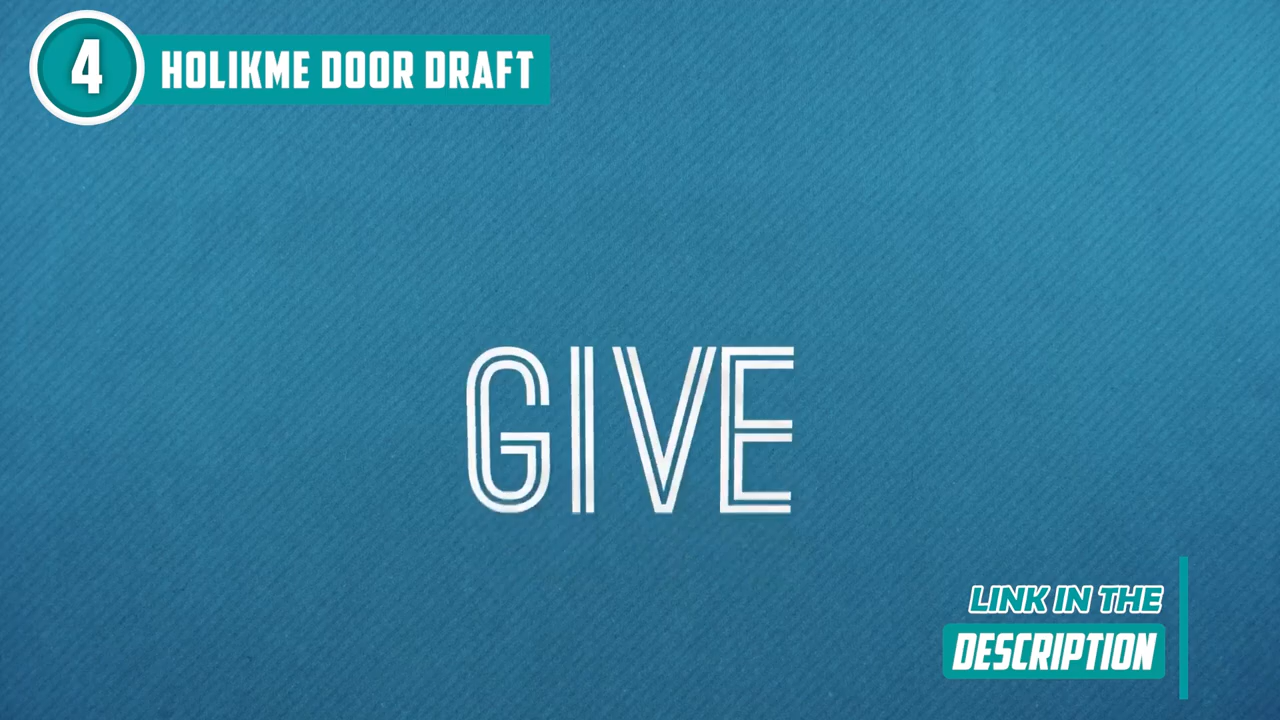 4
HOLIKME DOOR DRAFT
GIVE
LINK IN THE
DESCRIPTION